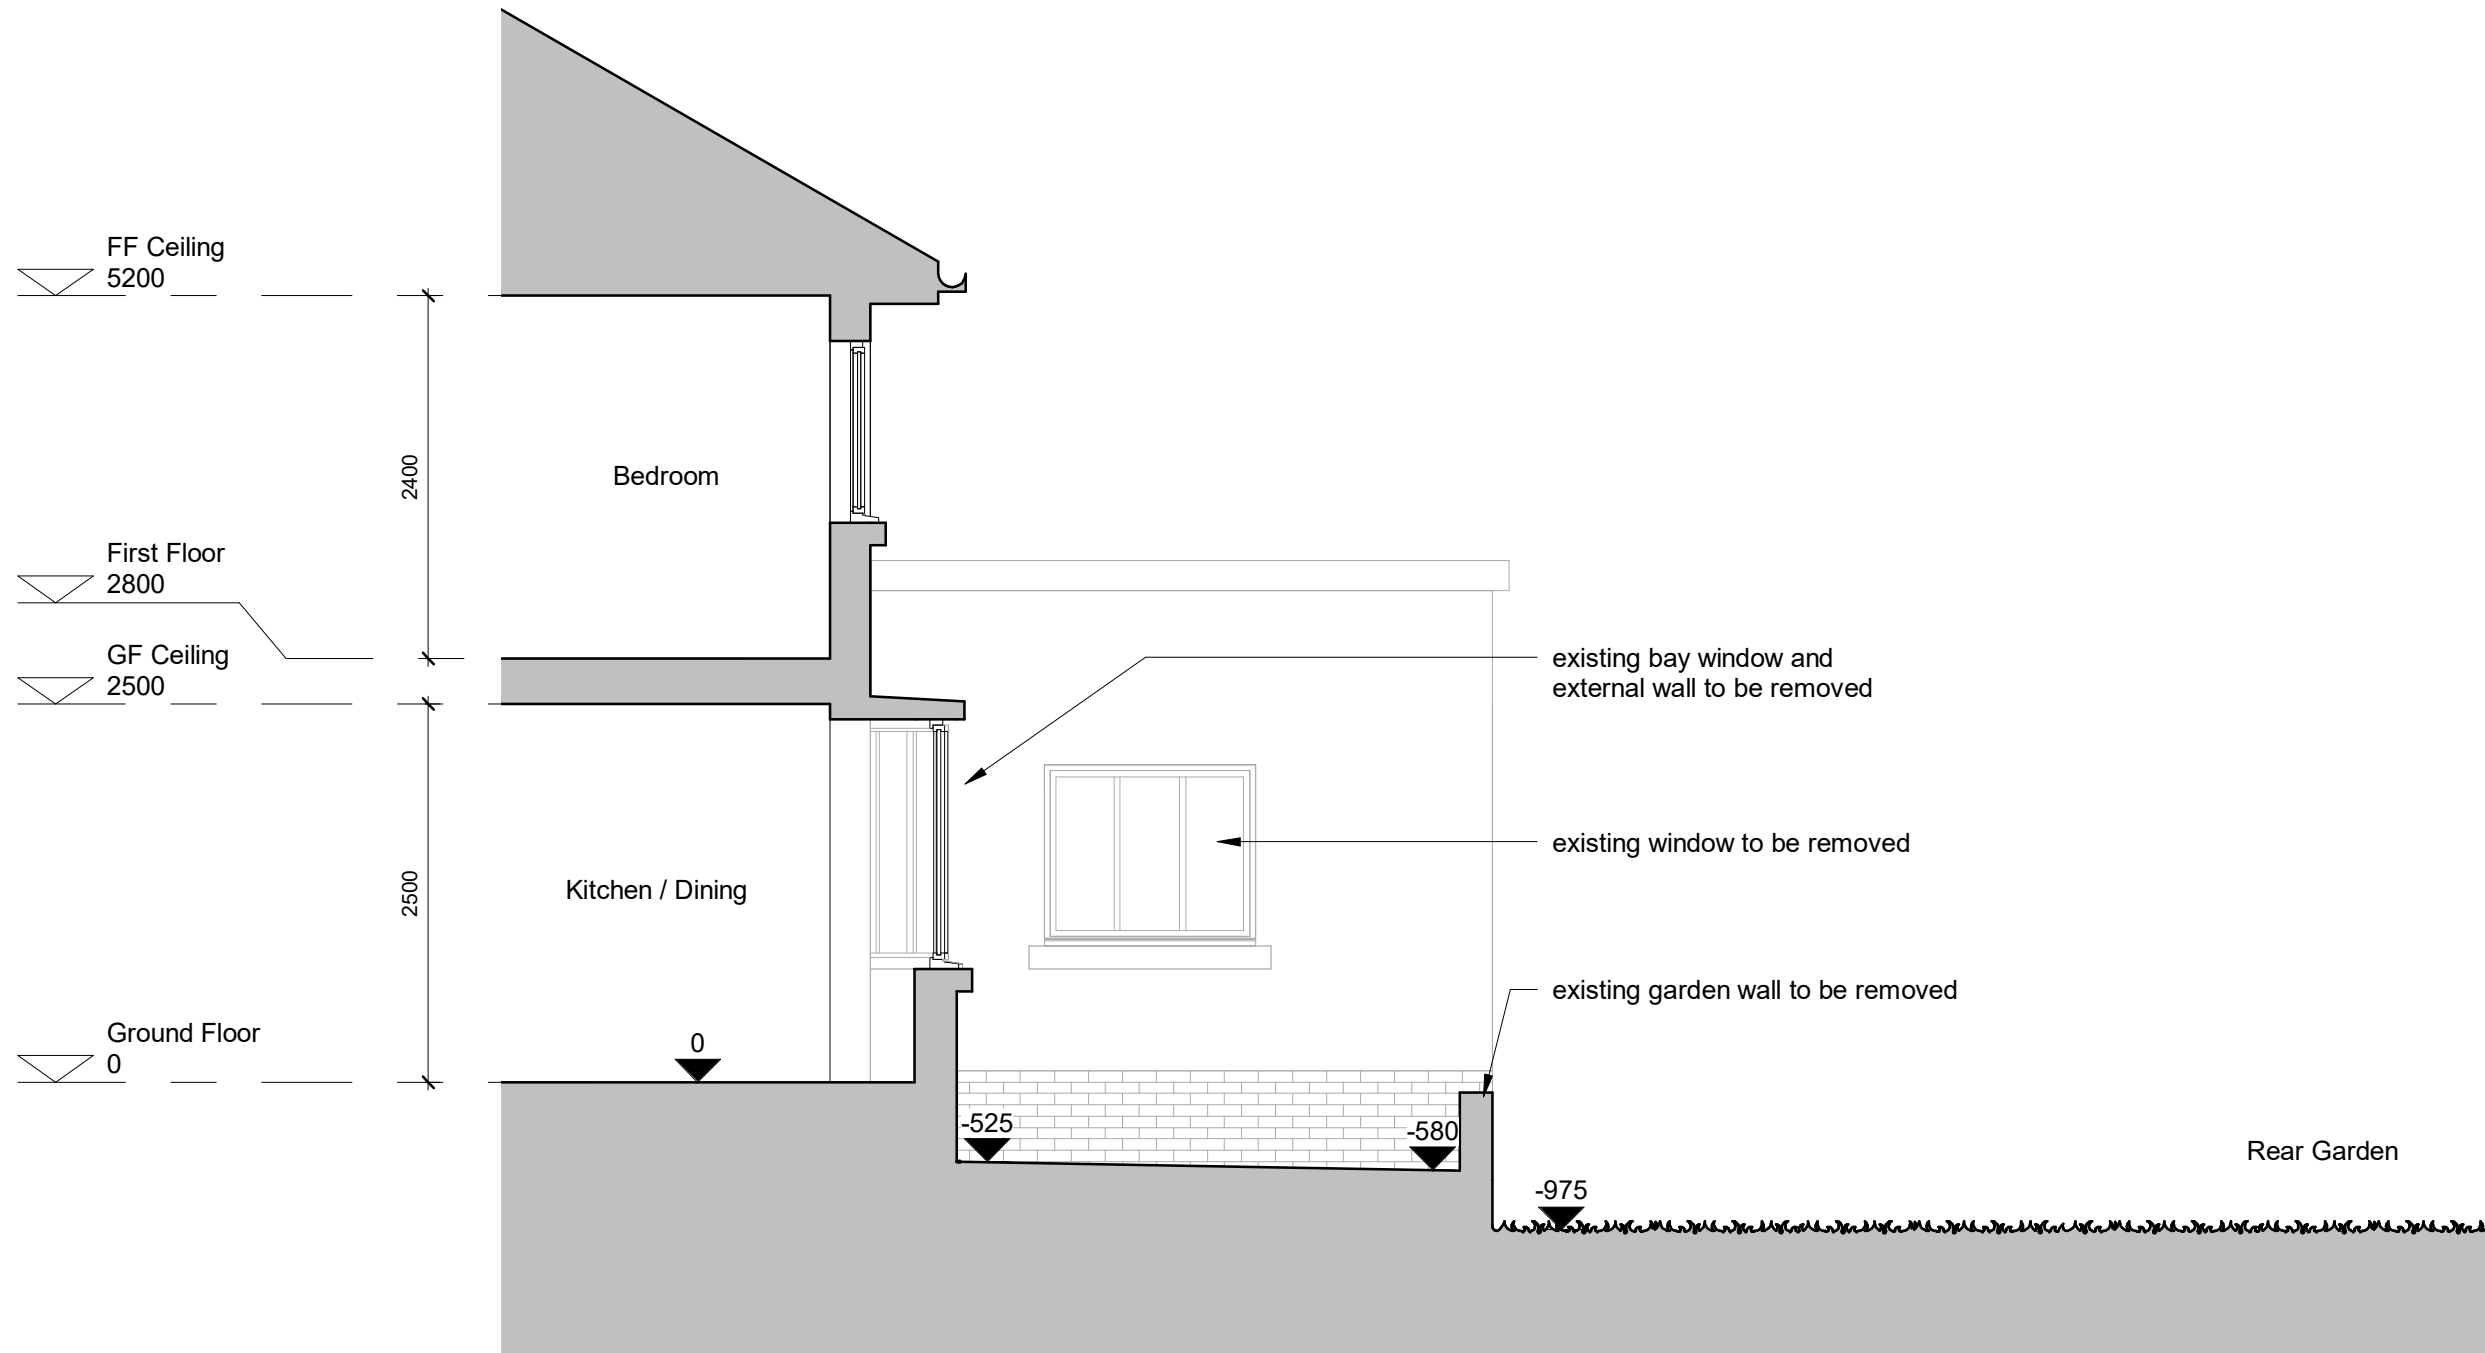 FF Ceiling
5200
2400
Bedroom
First Floor
2800
GF Ceiling
2500
existing bay window and
external wall to be removed
existing window to be removed
2500
Kitchen / Dining
existing garden wall to be removed
Ground Floor
0
0
-525
-580
Rear Garden
-975